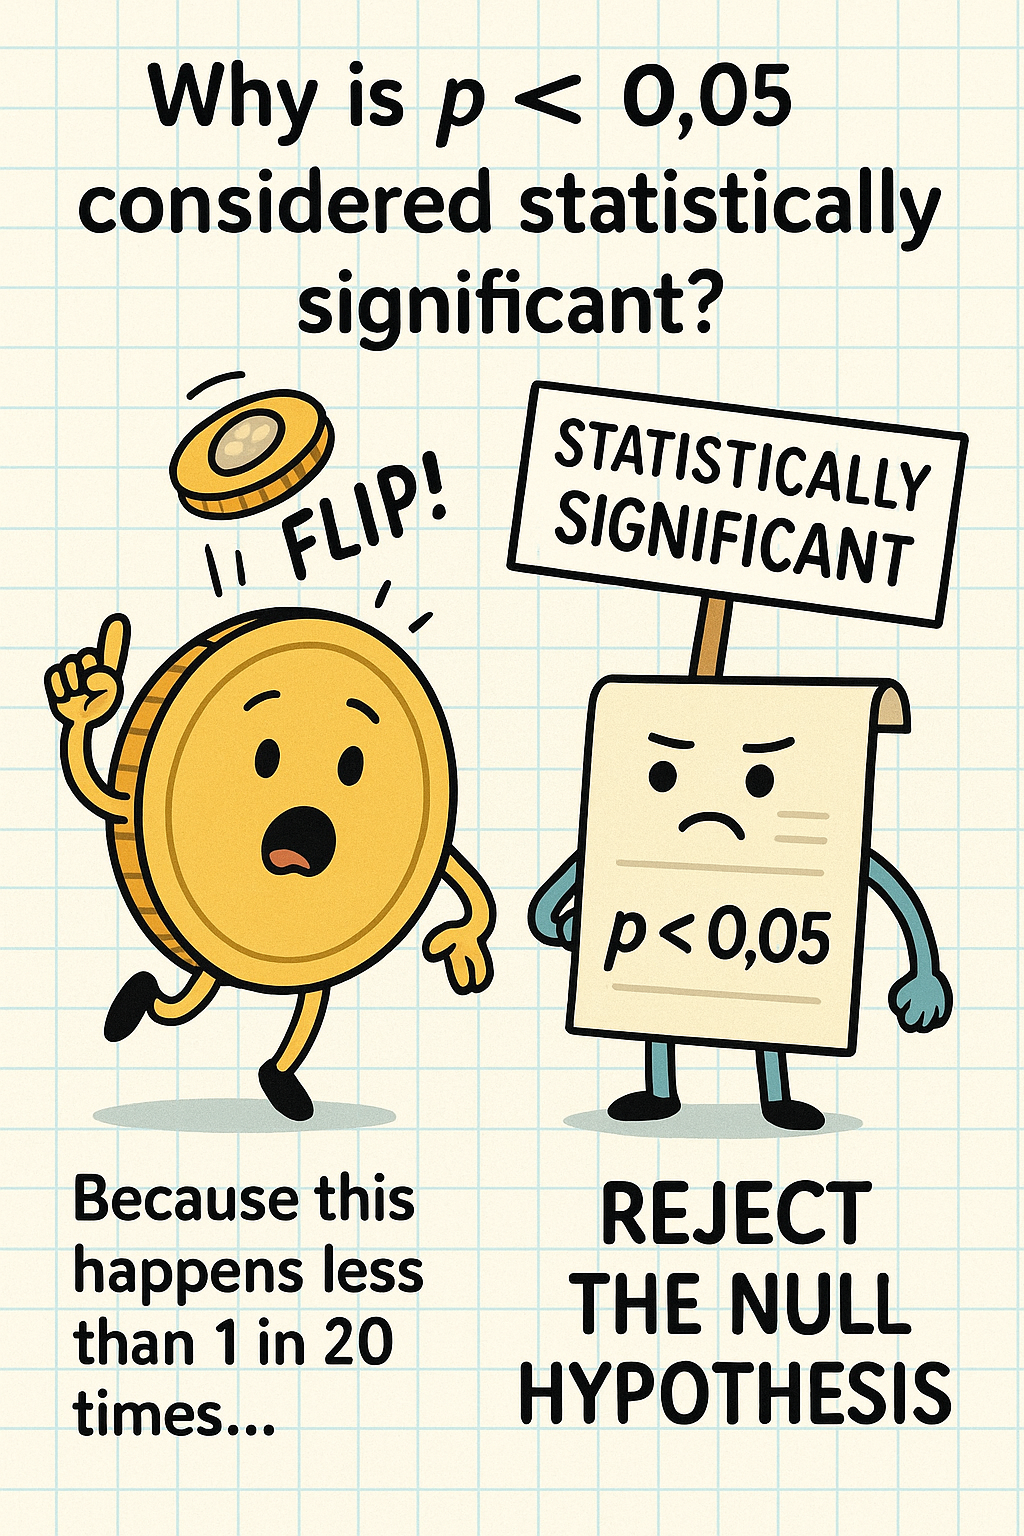 Why is p < 0,05
considered statistically
significant?
FLIP!
STATISTICALLY
SIGNIFICANT
p < 0,05
Because this
happens less
than 1 in 20
times...
REJECT
THE NULL
HYPOTHESIS